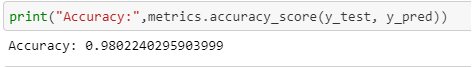 print("Accuracy:",metrics.accuracy_score(y_test, y_pred))
Accuracy: 0.9802240295903999